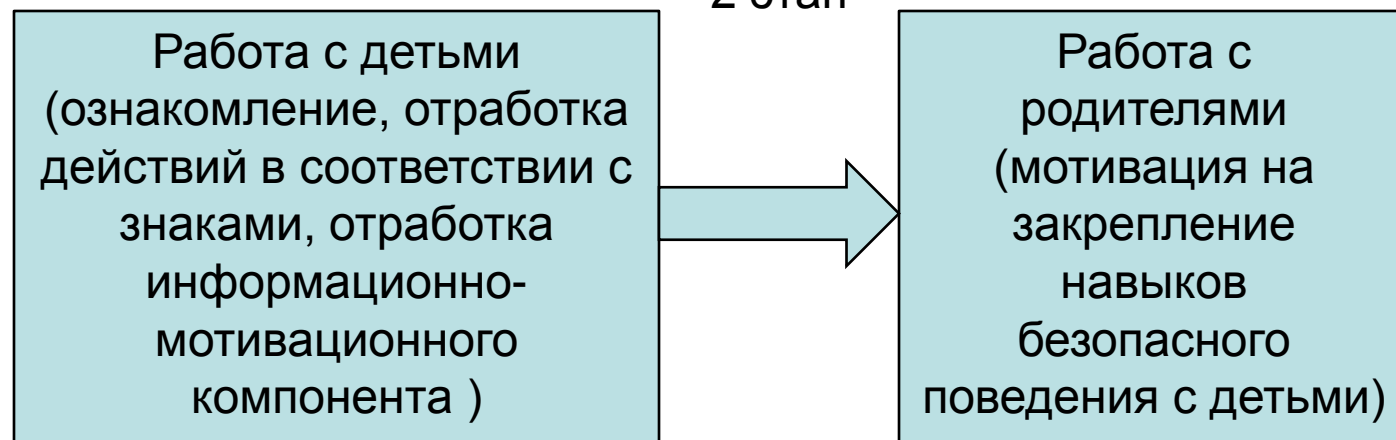 2 этап
Работа с детьми
(ознакомление, отработка
действий в соответствии с
знаками, отработка
информационно-
мотивационного
компонента )
Работа с
родителями
(мотивация на
закрепление
навыков
безопасного
поведения с детьми)